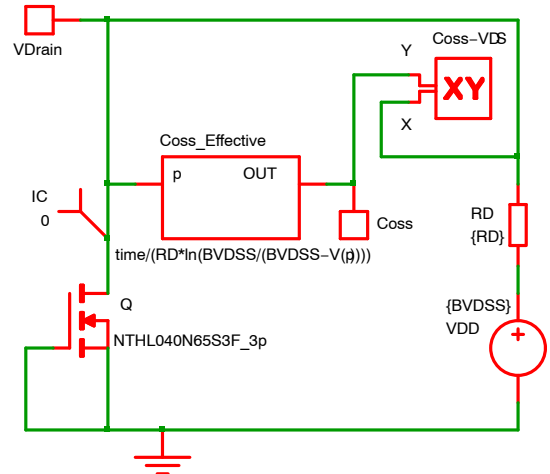 VDrain
Y
Coss-VDS
XY
X
Coss_Effective
p
OUT
IC
0
Coss
RD
{RD}
time/(RD*ln(BVDSS/(BVDSS-V(p))))
Q
NTHL040N65S3F_3p
{BVDSS}
VDD
+